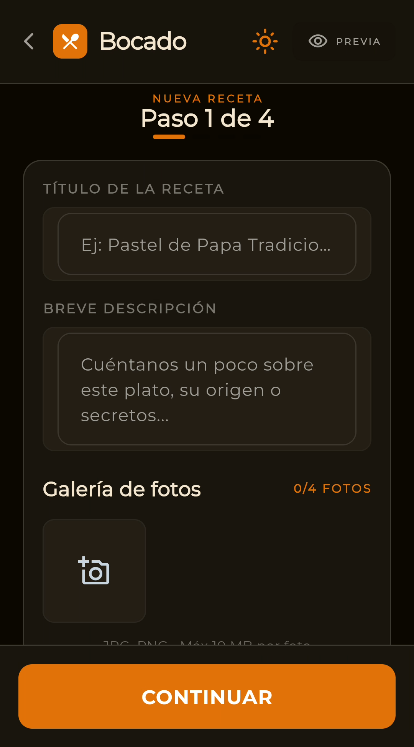 Bocado
PREVIA
NUEVA RECETA
Paso 1 de 4
TÍTULO DE LA RECETA
Ej: Pastel de Papa Tradicio...
BREVE DESCRIPCIÓN
Cuéntanos un poco sobre
este plato, su origen o
secretos...
Galería de fotos
0/4 FOTOS
JPG, PNG · Máx 10 MB por foto
CONTINUAR